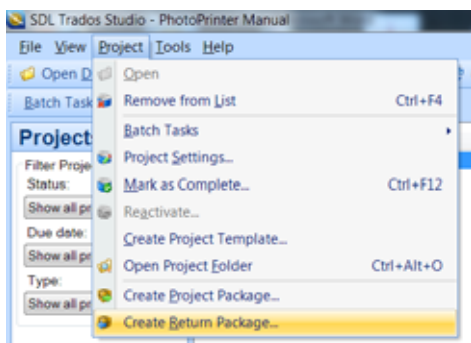 SDL Trados Studio - PhotoPrinter Manual
File View Project Tools Help
Open D
Open
Batch Task
Remove from List Ctrl+F4
Batch Tasks
Project
Project Settings...
Filter Proje
Status:
Mark as Complete... Ctrl+F12
Show all pr
Reactivate...
Due date:
Create Project Template...
Show all pr
Open Project Folder Ctrl+Alt+O
Type:
Show all pr
Create Project Package...
Create Return Package...